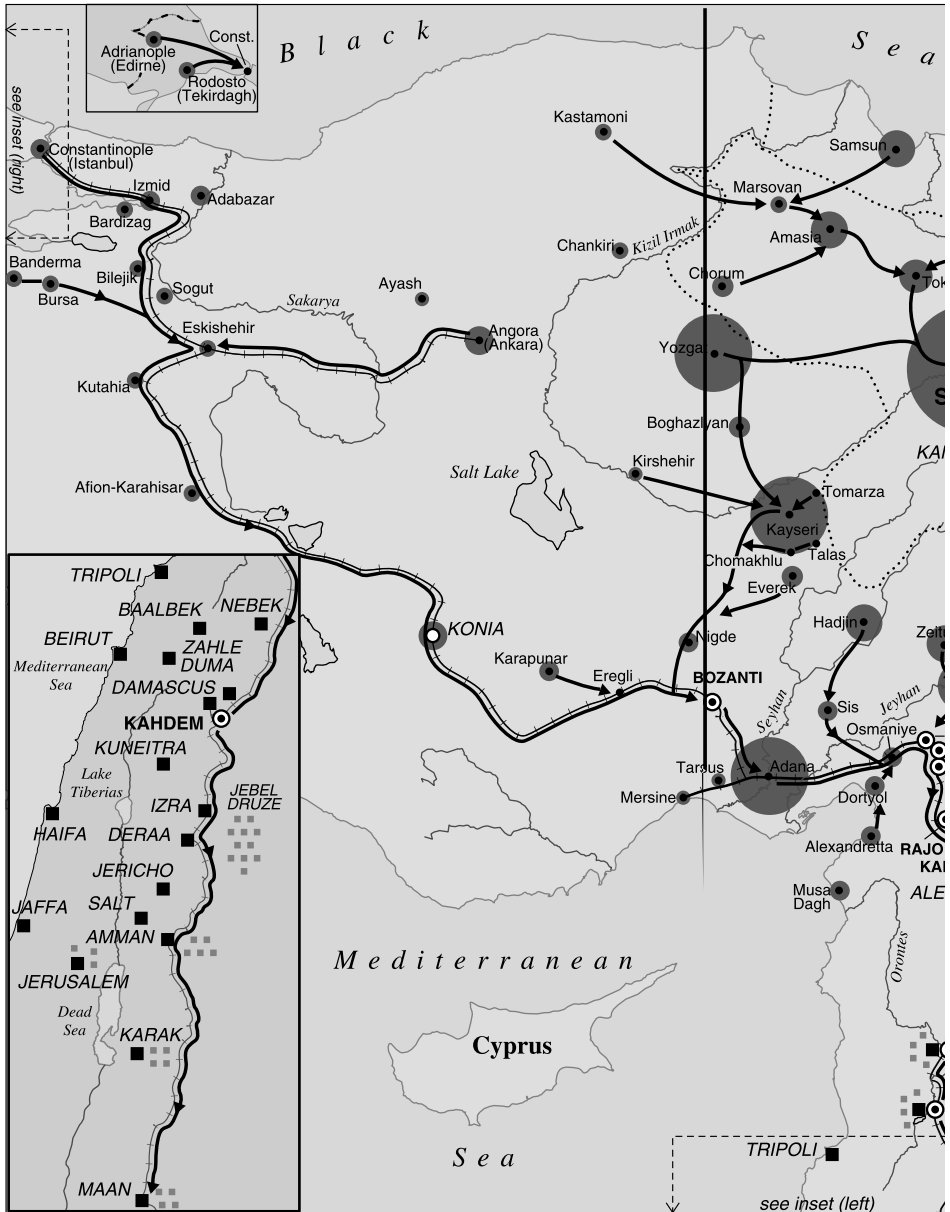 Black
Sea
Const.
Adrianople
(Edirne)
Rodosto
(Tekirdagh)
see inset (right)
Constantinople
(Istanbul)
Izmid
Adabazar
Bardizag
Kastamoni
Samsun
Marsovan
Amasia
Chankiri
Kizil Irmak
Chorum
Banderma
Bursa
Bilejik
Sogut
Sakarya
Ayash
Eskishehir
Angora
(Ankara)
Yozgat
Kutahia
Boghazlyan
Afion-Karahisar
Salt Lake
Kirshehir
Tomarza
Kayseri
Chomakhlu
Talas
Everek
Hadjin
KONIA
Karapunar
Eregli
Nigde
BOZANTI
Seyhan
Jeyhan
Sis
Osmaniye
Tarsus
Adana
Mersine
Dortyol
Alexandretta
Musa
Dagh
Orontes
Mediterranean
Cyprus
Sea
TRIPOLI
see inset (left)
TRIPOLI
BAALBEK
NEBEK
BEIRUT
ZAHLE
DUMA
Mediterranean
Sea
DAMASCUS
KAHDEM
KUNEITRA
Lake
Tiberias
IZRA
JEBEL
DRUZE
HAIFA
DERAA
JERICHO
JAFFA
SALT
AMMAN
JERUSALEM
Dead
Sea
KARAK
MAAN